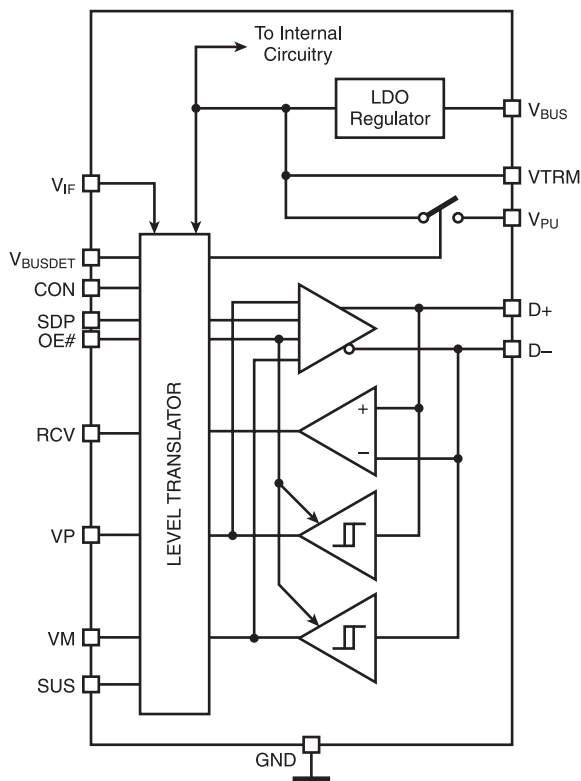 To Internal
Circuitry
LDO
Regulator
VBUS
VTRM
VIF
VPU
VBUSDET
CON
SDP
OE#
D+
D−
RCV
+
−
LEVEL TRANSLATOR
VP
VM
SUS
GND